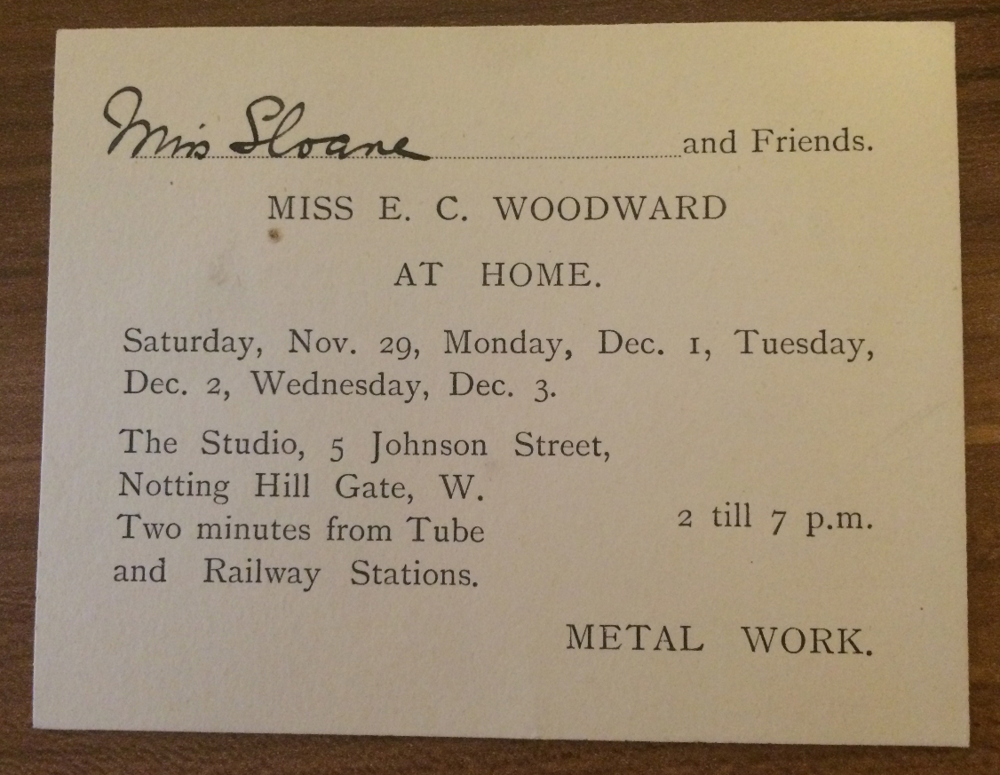 Miss Sloane and Friends.
MISS E. C. WOODWARD
AT HOME.
Saturday, Nov. 29, Monday, Dec. 1, Tuesday,
Dec. 2, Wednesday, Dec. 3.
The Studio, 5 Johnson Street,
Notting Hill Gate, W.
Two minutes from Tube
and Railway Stations.
2 till 7 p.m.
METAL WORK.